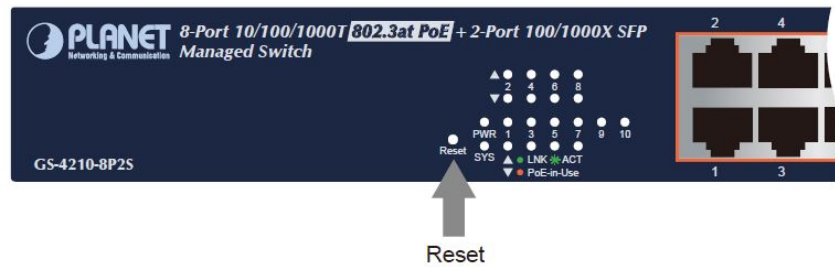 PLANET
Networking & Communication
8-Port 10/100/1000T 802.3at PoE + 2-Port 100/1000X SFP
Managed Switch
2 4
2 4 6 8
PWR 1 3 5 7 9 10
Reset SYS LNK ACT
PoE-in-Use
GS-4210-8P2S
1 3
Reset